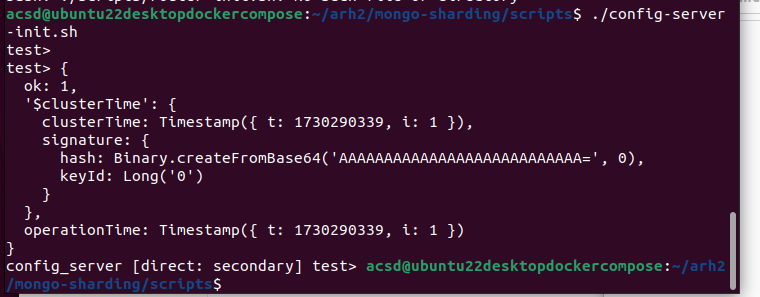 acsd@ubuntu22desktopdockercompose:~/arh2/mongo-sharding/scripts$ ./config-server
-init.sh
test>
test> {
  ok: 1,
  '$clusterTime': {
    clusterTime: Timestamp({ t: 1730290339, i: 1 }),
    signature: {
      hash: Binary.createFromBase64('AAAAAAAAAAAAAAAAAAAAAAAAAAA=', 0),
      keyId: Long('0')
    }
  },
  operationTime: Timestamp({ t: 1730290339, i: 1 })
}
config_server [direct: secondary] test> acsd@ubuntu22desktopdockercompose:~/arh2
/mongo-sharding/scripts$